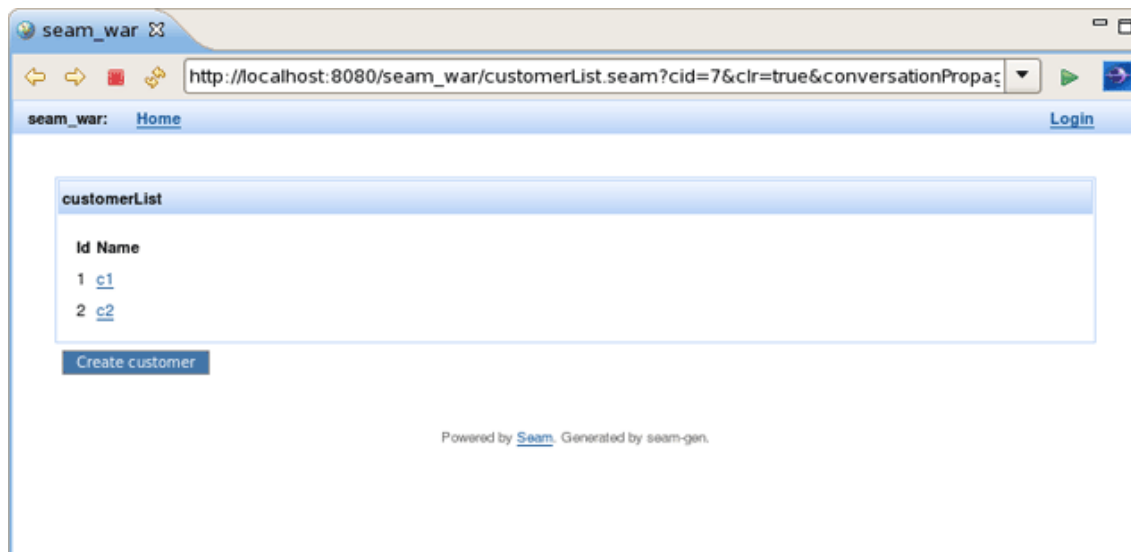 seam_war
http://localhost:8080/seam_war/customerList.seam?cid=7&clr=true&conversationPropag
seam_war: Home Login
customerList
Id Name
1 c1
2 c2
Create customer
Powered by Seam. Generated by seam-gen.